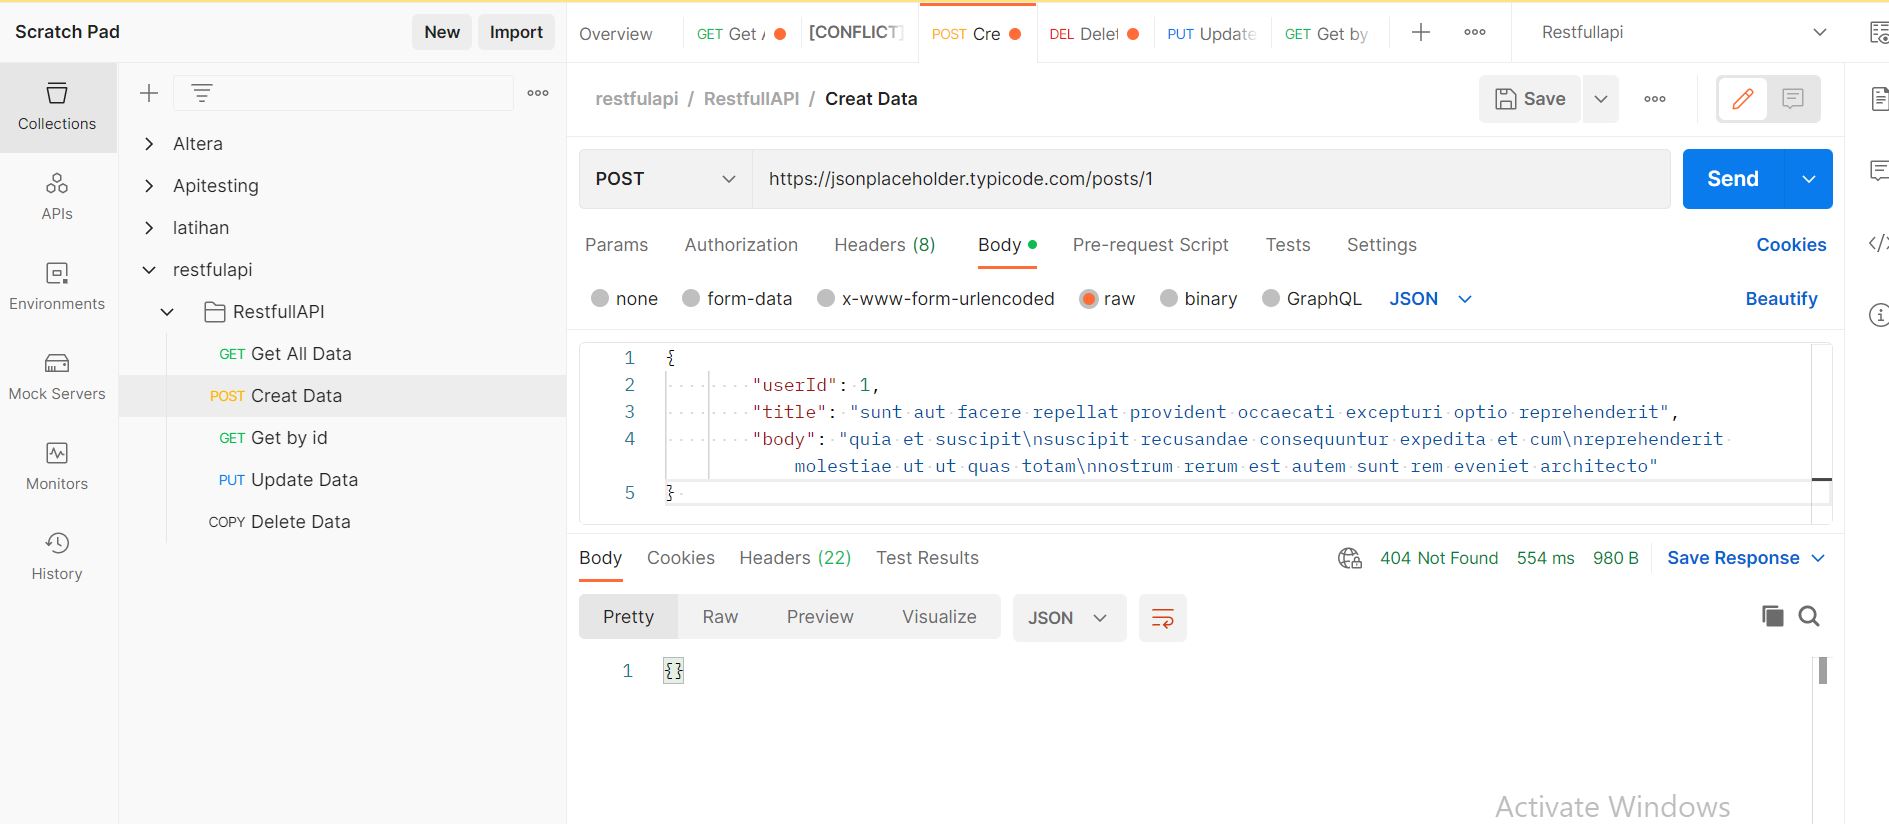 Scratch Pad
New
Import
Overview
GET Get
[CONFLICT]
POST Cre
DEL Delet
PUT Update
GET Get by
Restfullapi
Collections
APIs
Environments
Mock Servers
Monitors
History
Altera
Apitesting
latihan
restfulapi
RestfullAPI
GET Get All Data
POST Creat Data
GET Get by id
PUT Update Data
COPY Delete Data
restfulapi / RestfullAPI / Creat Data
Save
POST
https://jsonplaceholder.typicode.com/posts/1
Send
Params Authorization Headers (8) Body Pre-request Script Tests Settings
Cookies
none form-data x-www-form-urlencoded raw binary GraphQL JSON
Beautify
1 {
2 "userId": 1,
3 "title": "sunt aut facere repellat provident occaecati excepturi optio reprehenderit",
4 "body": "quia et suscipit\nsuscipit recusandae consequuntur expedita et cum\nreprehenderit
molestiae ut ut quas totam\nnostrum rerum est autem sunt rem eveniet architecto"
5 }
Body Cookies Headers (22) Test Results
404 Not Found 554 ms 980 B Save Response
Pretty Raw Preview Visualize JSON
1 {}
Activate Windows